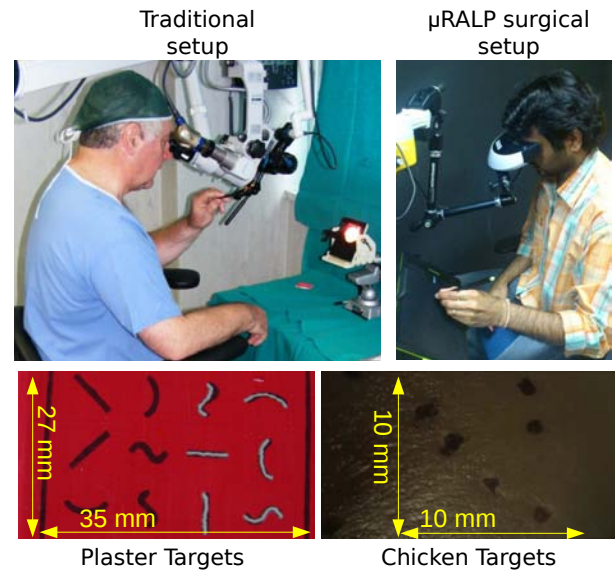 Traditional
setup
µRALP surgical
setup
27 mm
35 mm
10 mm
10 mm
Plaster Targets
Chicken Targets